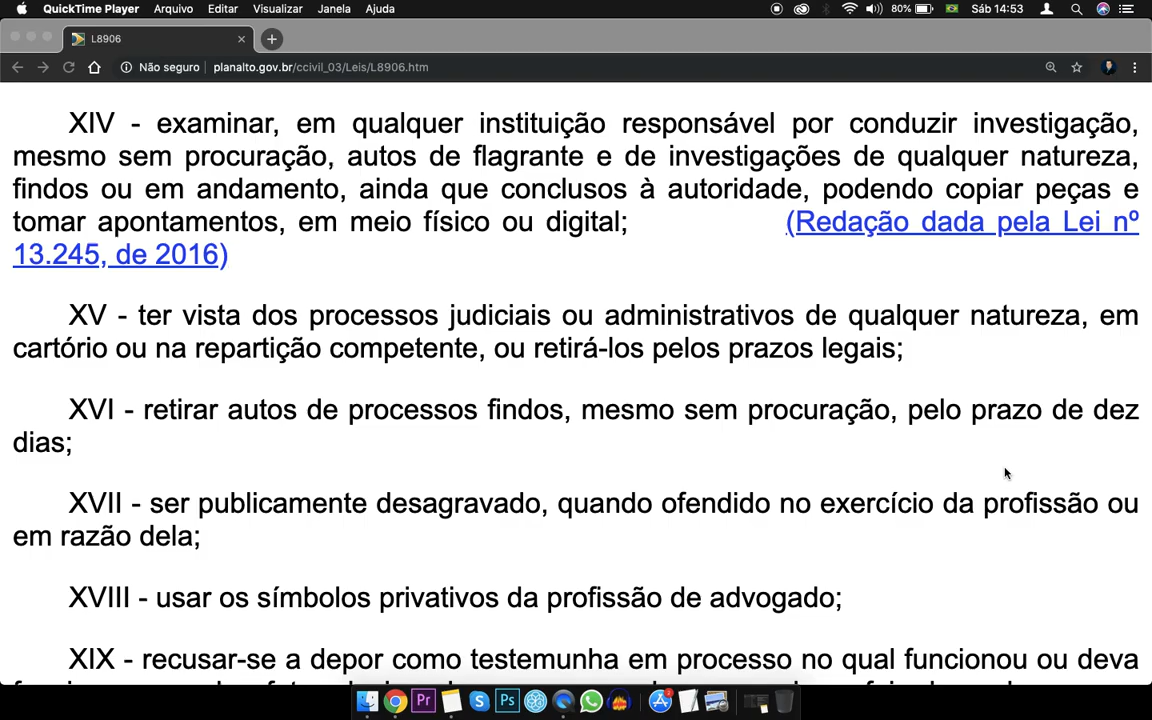 QuickTime Player Arquivo Editar Visualizar Janela Ajuda 80% Sáb 14:53
L8906
Não seguro planalto.gov.br/ccivil_03/Leis/L8906.htm
XIV - examinar, em qualquer instituição responsável por conduzir investigação,
mesmo sem procuração, autos de flagrante e de investigações de qualquer natureza,
findos ou em andamento, ainda que conclusos à autoridade, podendo copiar peças e
tomar apontamentos, em meio físico ou digital; (Redação dada pela Lei nº
13.245, de 2016)
XV - ter vista dos processos judiciais ou administrativos de qualquer natureza, em
cartório ou na repartição competente, ou retirá-los pelos prazos legais;
XVI - retirar autos de processos findos, mesmo sem procuração, pelo prazo de dez
dias;
XVII - ser publicamente desagravado, quando ofendido no exercício da profissão ou
em razão dela;
XVIII - usar os símbolos privativos da profissão de advogado;
XIX - recusar-se a depor como testemunha em processo no qual funcionou ou deva
Pr Ps